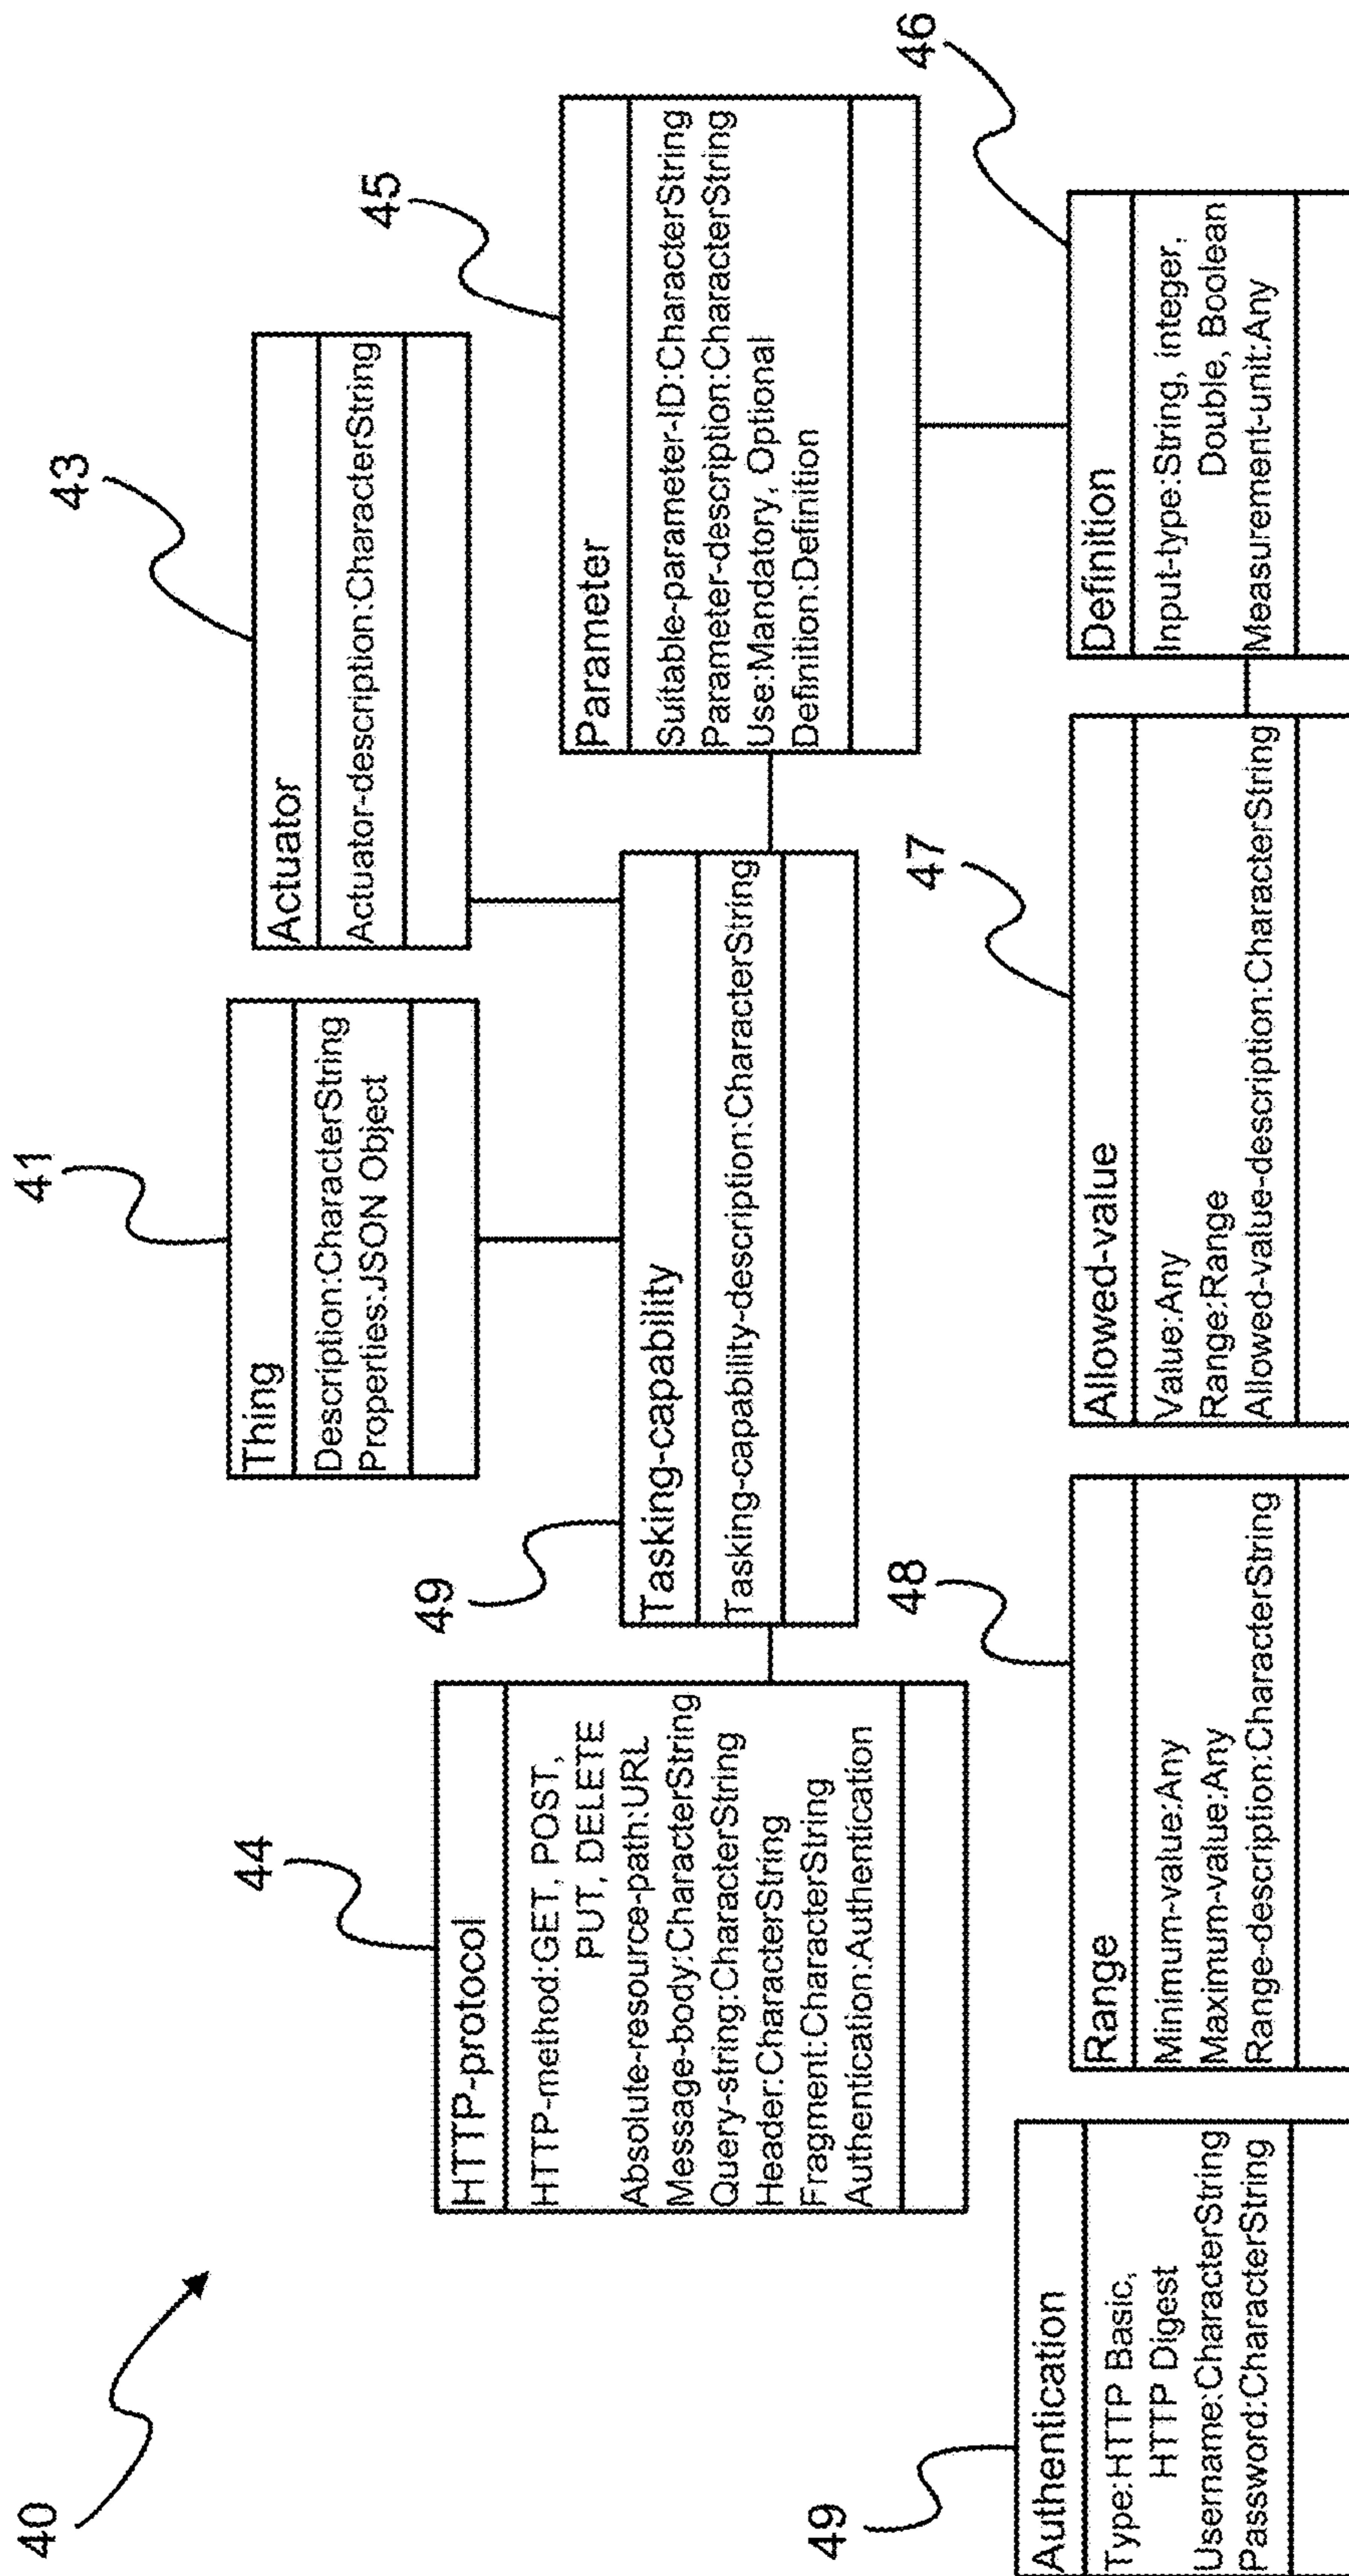 40
41
43
Thing
Description:CharacterString
Properties:JSON Object
Actuator
Actuator-description:CharacterString
44
HTTP-protocol
HTTP-method:GET, POST,
PUT, DELETE
Absolute-resource-path:URL
Message-body:CharacterString
Query-string:CharacterString
Header:CharacterString
Fragment:CharacterString
Authentication:Authentication
49
Tasking-capability
Tasking-capability-description:CharacterString
45
Parameter
Suitable-parameter-ID:CharacterString
Parameter-description:CharacterString
Use:Mandatory, Optional
Definition:Definition
49
Authentication
Type:HTTP Basic,
HTTP Digest
Username:CharacterString
Password:CharacterString
48
Range
Minimum-value:Any
Maximum-value:Any
Range-description:CharacterString
47
Allowed-value
Value:Any
Range:Range
Allowed-value-description:CharacterString
46
Definition
Input-type:String, integer,
Double, Boolean
Measurement-unit:Any